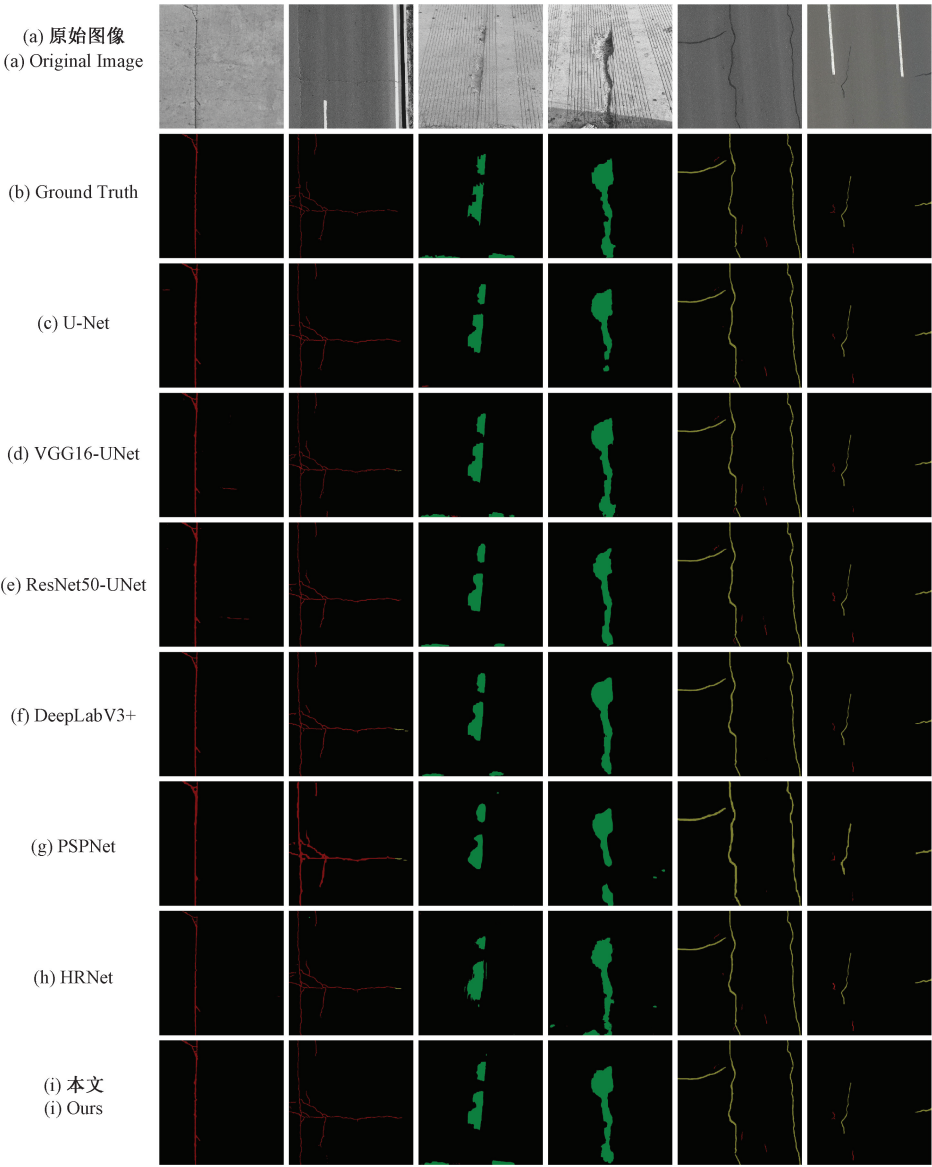 (a) 原始图像
(a) Original Image
(b) Ground Truth
(c) U-Net
(d) VGG16-UNet
(e) ResNet50-UNet
(f) DeepLabV3+
(g) PSPNet
(h) HRNet
(i) 本文
(i) Ours